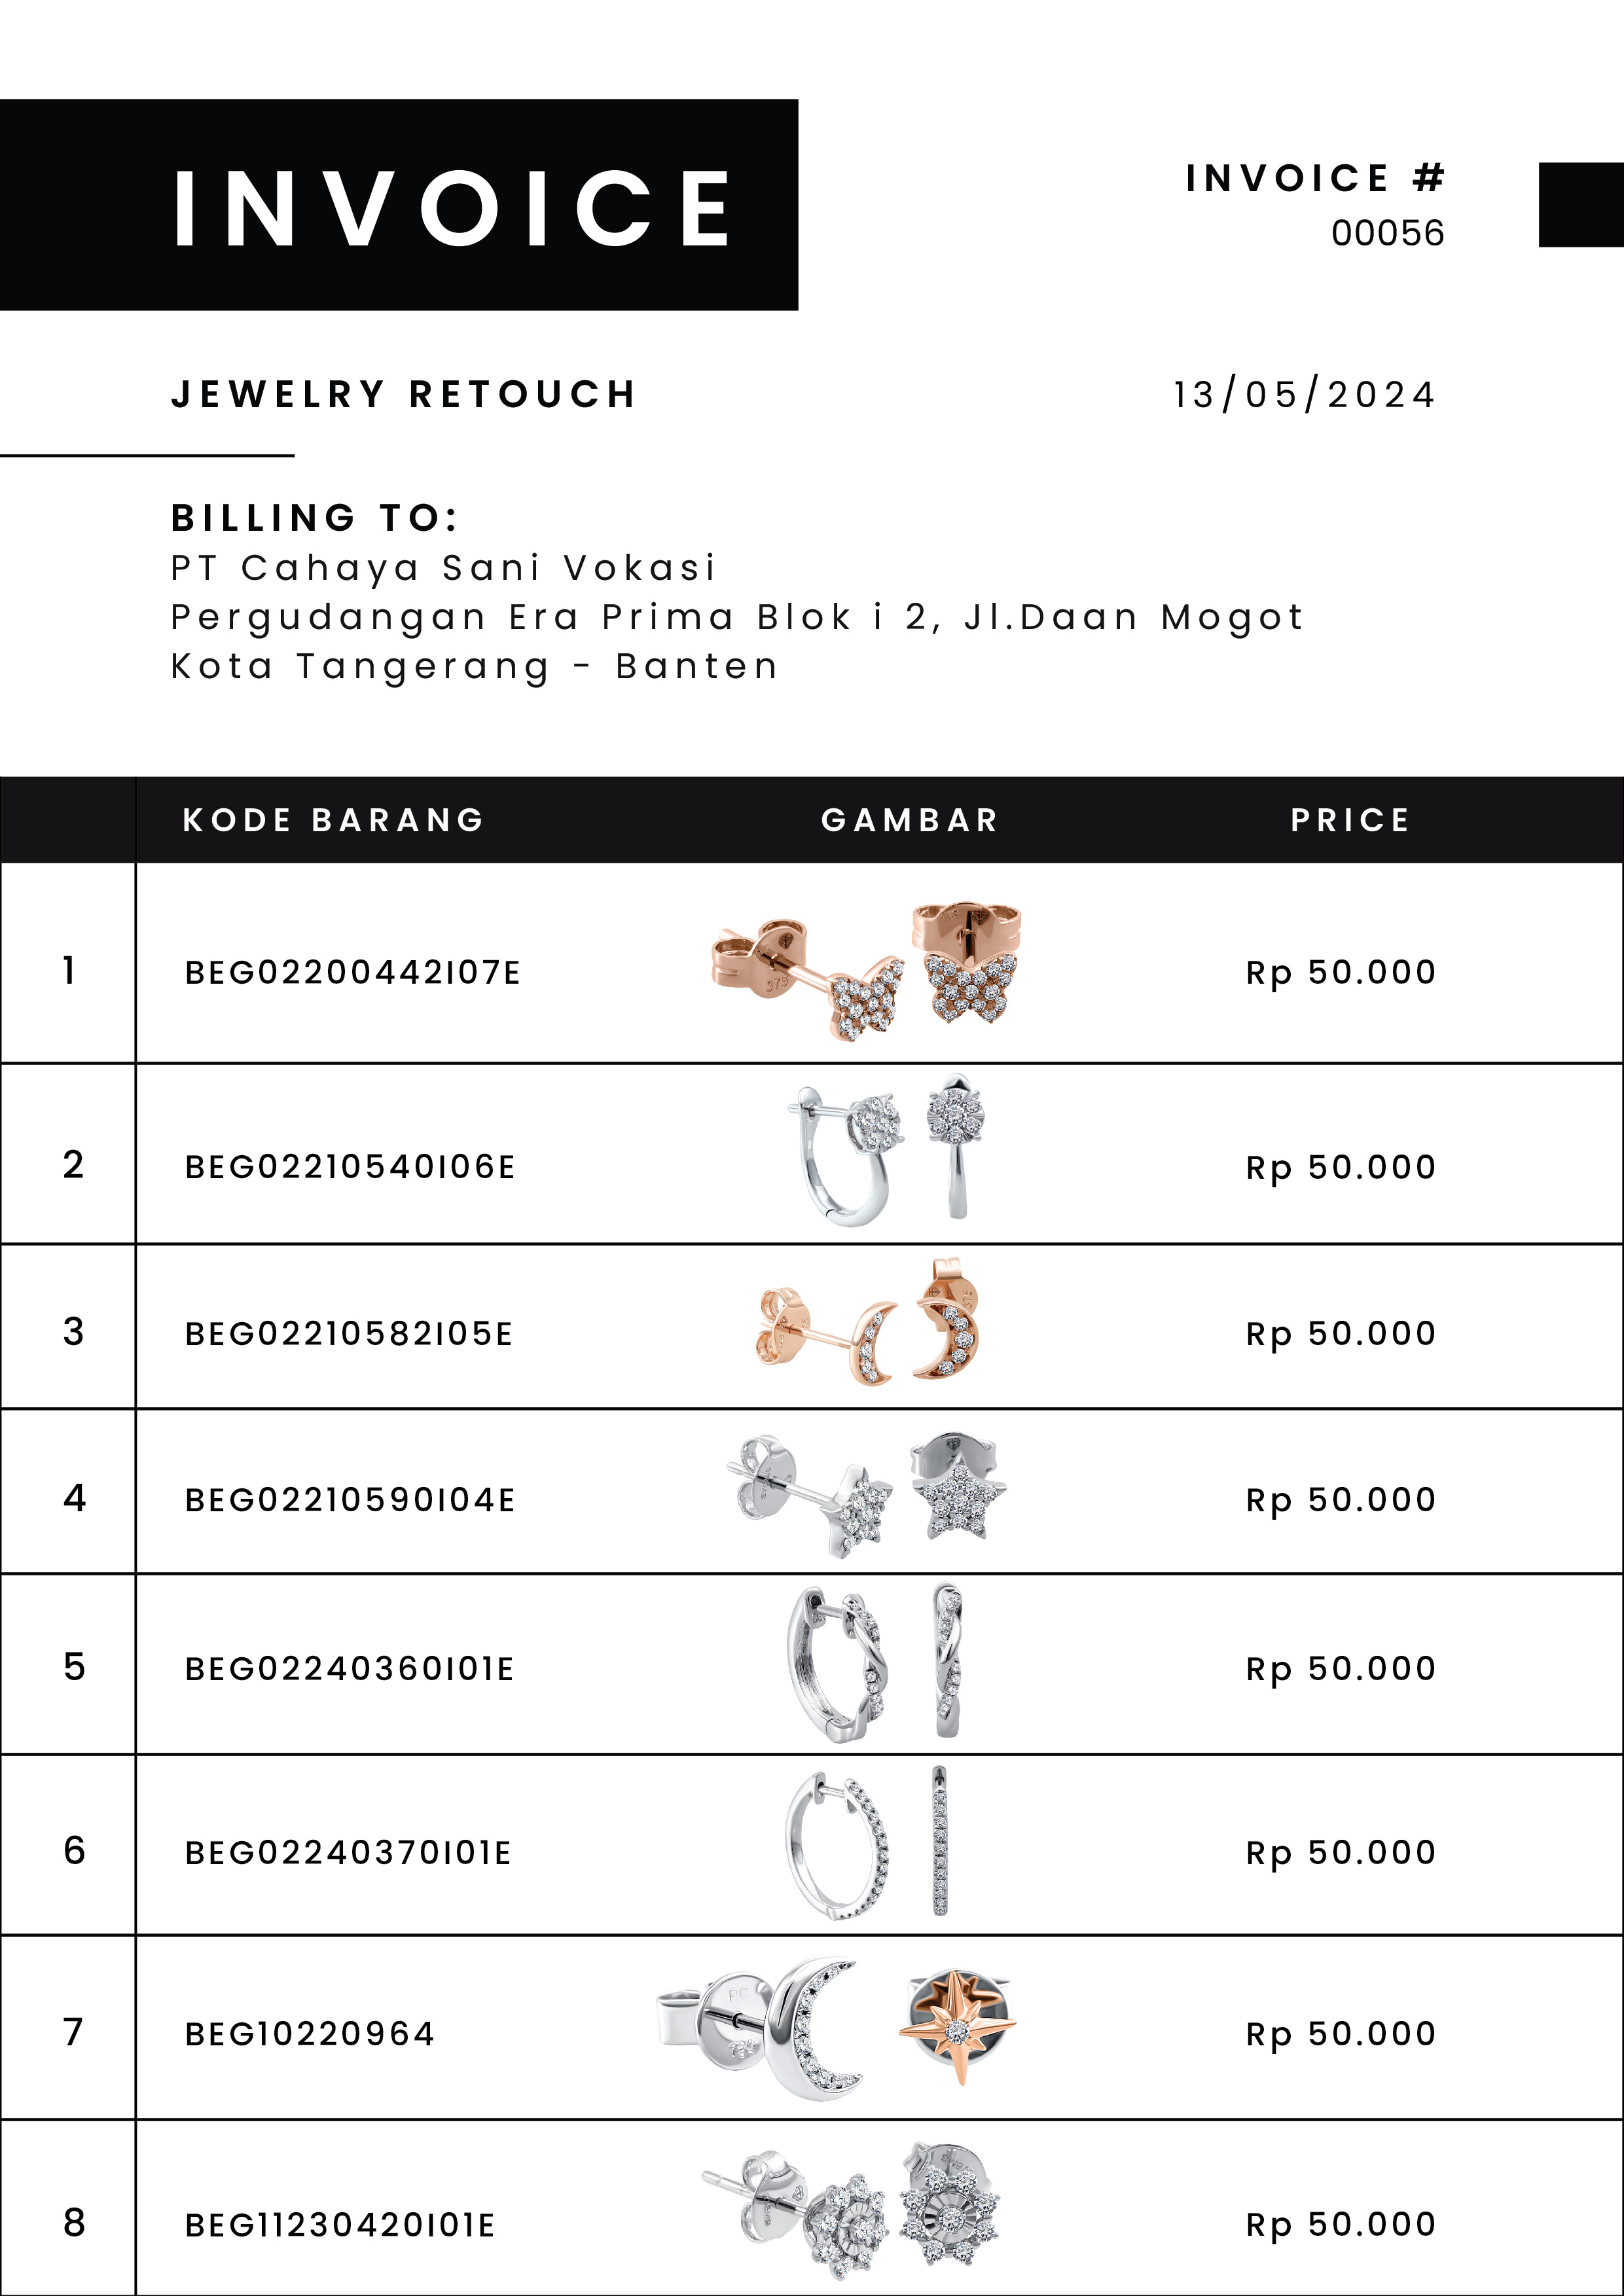 INVOICE
INVOICE #
00056
JEWELRY RETOUCH
13/05/2024
BILLING TO:
PT Cahaya Sani Vokasi
Pergudangan Era Prima Blok i 2, Jl.Daan Mogot
Kota Tangerang - Banten
KODE BARANG GAMBAR PRICE
1 BEG02200442I07E Rp 50.000
2 BEG02210540I06E Rp 50.000
3 BEG02210582I05E Rp 50.000
4 BEG02210590I04E Rp 50.000
5 BEG02240360I01E Rp 50.000
6 BEG02240370I01E Rp 50.000
7 BEG10220964 Rp 50.000
8 BEG11230420I01E Rp 50.000